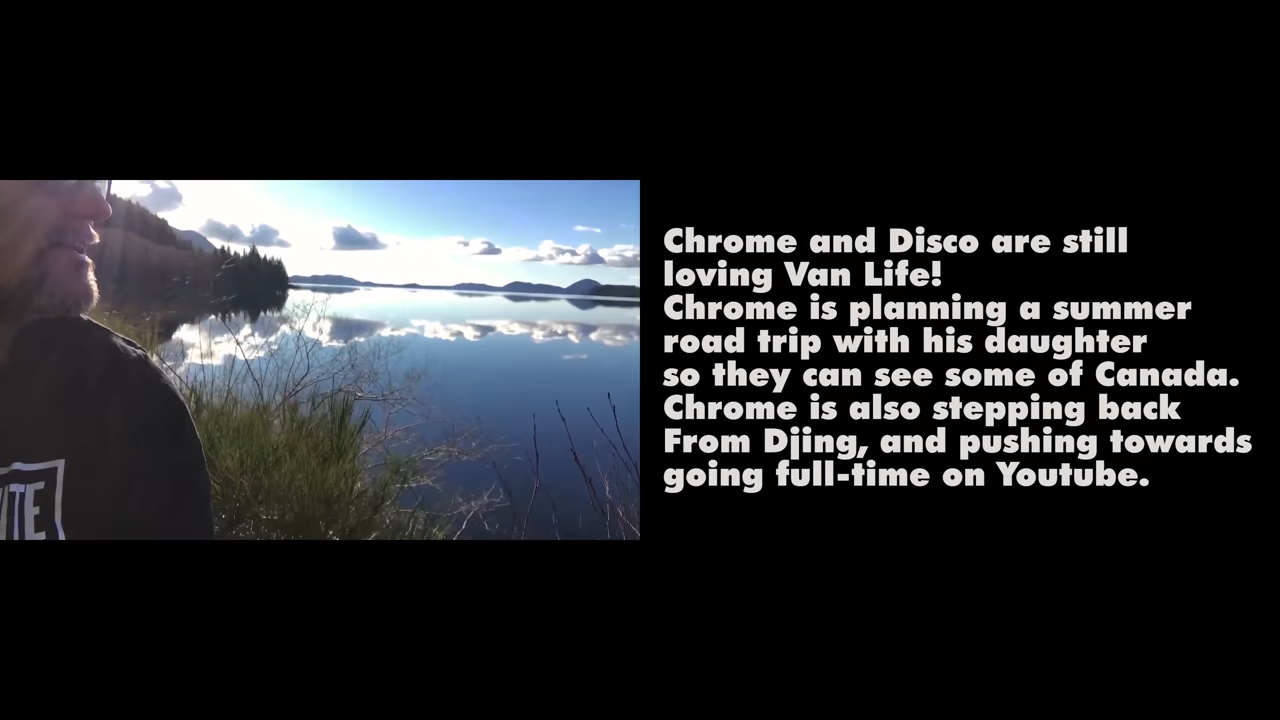 Chrome and Disco are still
loving Van Life!
Chrome is planning a summer
road trip with his daughter
so they can see some of Canada.
Chrome is also stepping back
From Djing, and pushing towards
going full-time on Youtube.